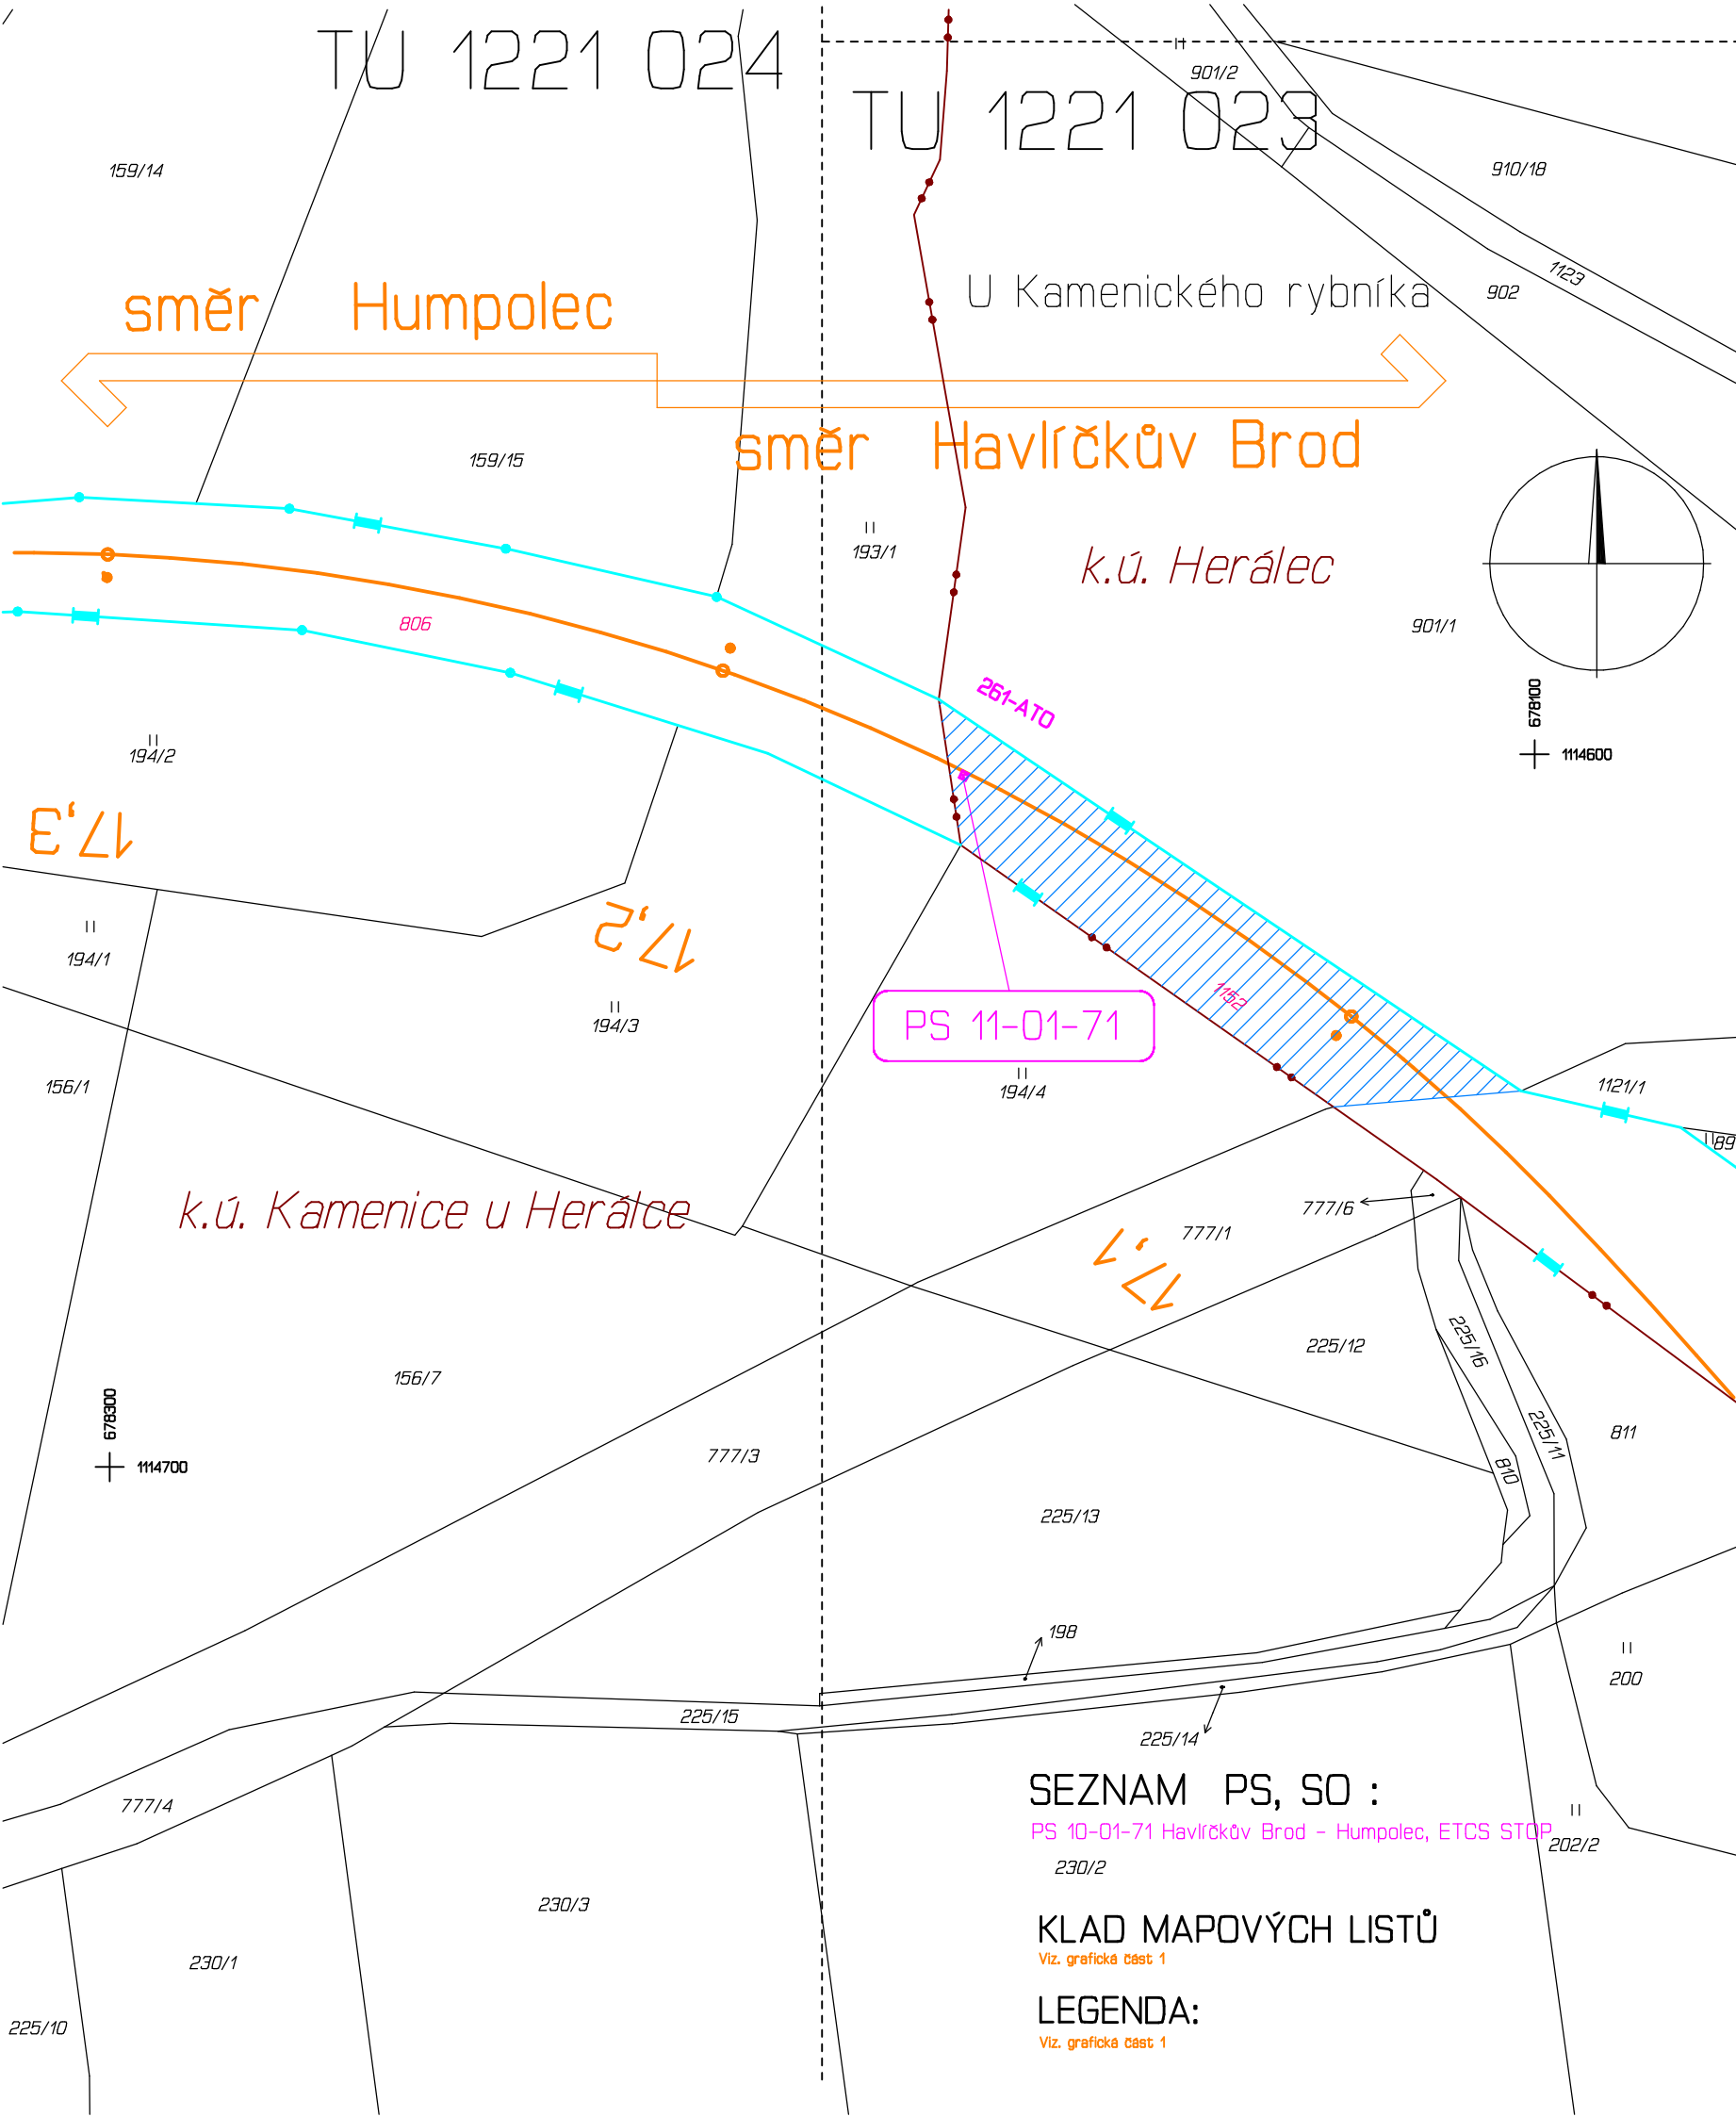 TU 1221 024
TU 1221 023
901/2
159/14
910/18
1123
902
U Kamenického rybníka
směr Humpolec
směr Havlíčkův Brod
159/15
193/1
k.ú. Herálec
901/1
806
261-ATO
678100
1114600
194/2
17,3
17,2
194/1
194/3
1152
PS 11-01-71
194/4
156/1
1121/1
89
k.ú. Kamenice u Herálce
777/6
777/1
17,1
225/12
225/16
156/7
678300
1114700
777/3
225/11
811
810
225/13
198
200
225/15
225/14
SEZNAM PS, SO :
777/4
PS 10-01-71 Havlíčkův Brod - Humpolec, ETCS STOP
202/2
230/2
230/3
KLAD MAPOVÝCH LISTŮ
Viz. grafická část 1
230/1
LEGENDA:
225/10
Viz. grafická část 1